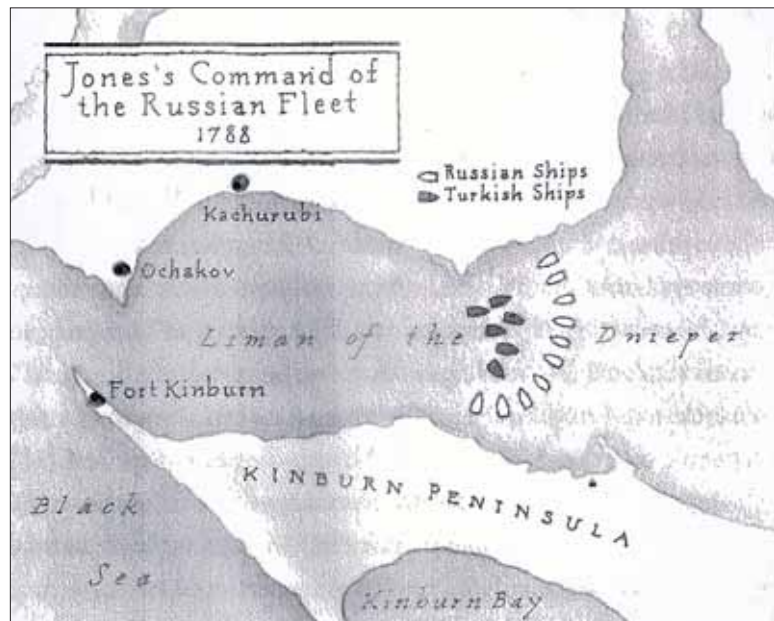 Jones's Command of
the Russian Fleet
1788
Russian Ships
Turkish Ships
Kachurubi
Ochakov
Liman of the Dnieper
Fort Kinburn
KINBURN PENINSULA
Black
Sea
Kinburn Bay